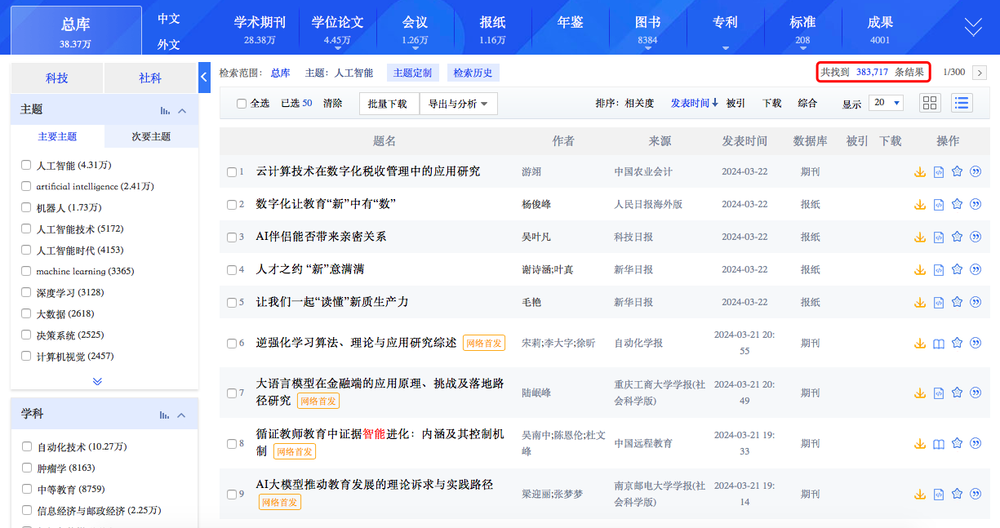 总库
38.37万
中文
外文
学术期刊
28.38万
学位论文
4.45万
会议
1.26万
报纸
1.16万
年鉴
图书
8384
专利
标准
208
成果
4001
科技
社科
检索范围： 总库 主题：人工智能 主题定制 检索历史
共找到 383,717 条结果
1/300
主题
主要主题
次要主题
人工智能 (4.31万)
artificial intelligence (2.41万)
机器人 (1.73万)
人工智能技术 (5172)
人工智能时代 (4153)
machine learning (3365)
深度学习 (3128)
大数据 (2618)
决策系统 (2525)
计算机视觉 (2457)
学科
自动化技术 (10.27万)
肿瘤学 (8163)
中等教育 (8759)
信息经济与邮政经济 (2.25万)
全选 已选 50 清除 批量下载 导出与分析
排序： 相关度 发表时间 被引 下载 综合 显示 20
题名 作者 来源 发表时间 数据库 被引 下载 操作
1 云计算技术在数字化税收管理中的应用研究 游翊 中国农业会计 2024-03-22 期刊
2 数字化让教育“新”中有“数” 杨俊峰 人民日报海外版 2024-03-22 报纸
3 AI伴侣能否带来亲密关系 吴叶凡 科技日报 2024-03-22 报纸
4 人才之约 “新”意满满 谢诗涵;叶真 新华日报 2024-03-22 报纸
5 让我们一起“读懂”新质生产力 毛艳 新华日报 2024-03-22 报纸
6 逆强化学习算法、理论与应用研究综述 网络首发 宋莉;李大字;徐昕 自动化学报 2024-03-21 20:
55 期刊
7 大语言模型在金融端的应用原理、挑战及落地路
径研究 网络首发
陆岷峰
重庆工商大学学报(社
会科学版)
2024-03-21 20:
49
期刊
8 循证教师教育中证据智能进化：内涵及其控制机
制 网络首发
吴南中;陈恩伦;杜文
峰
中国远程教育
2024-03-21 19:
33
期刊
9 AI大模型推动教育发展的理论诉求与实践路径
网络首发
梁迎丽;张梦梦
南京邮电大学学报(社
会科学版)
2024-03-21 19:
14
期刊